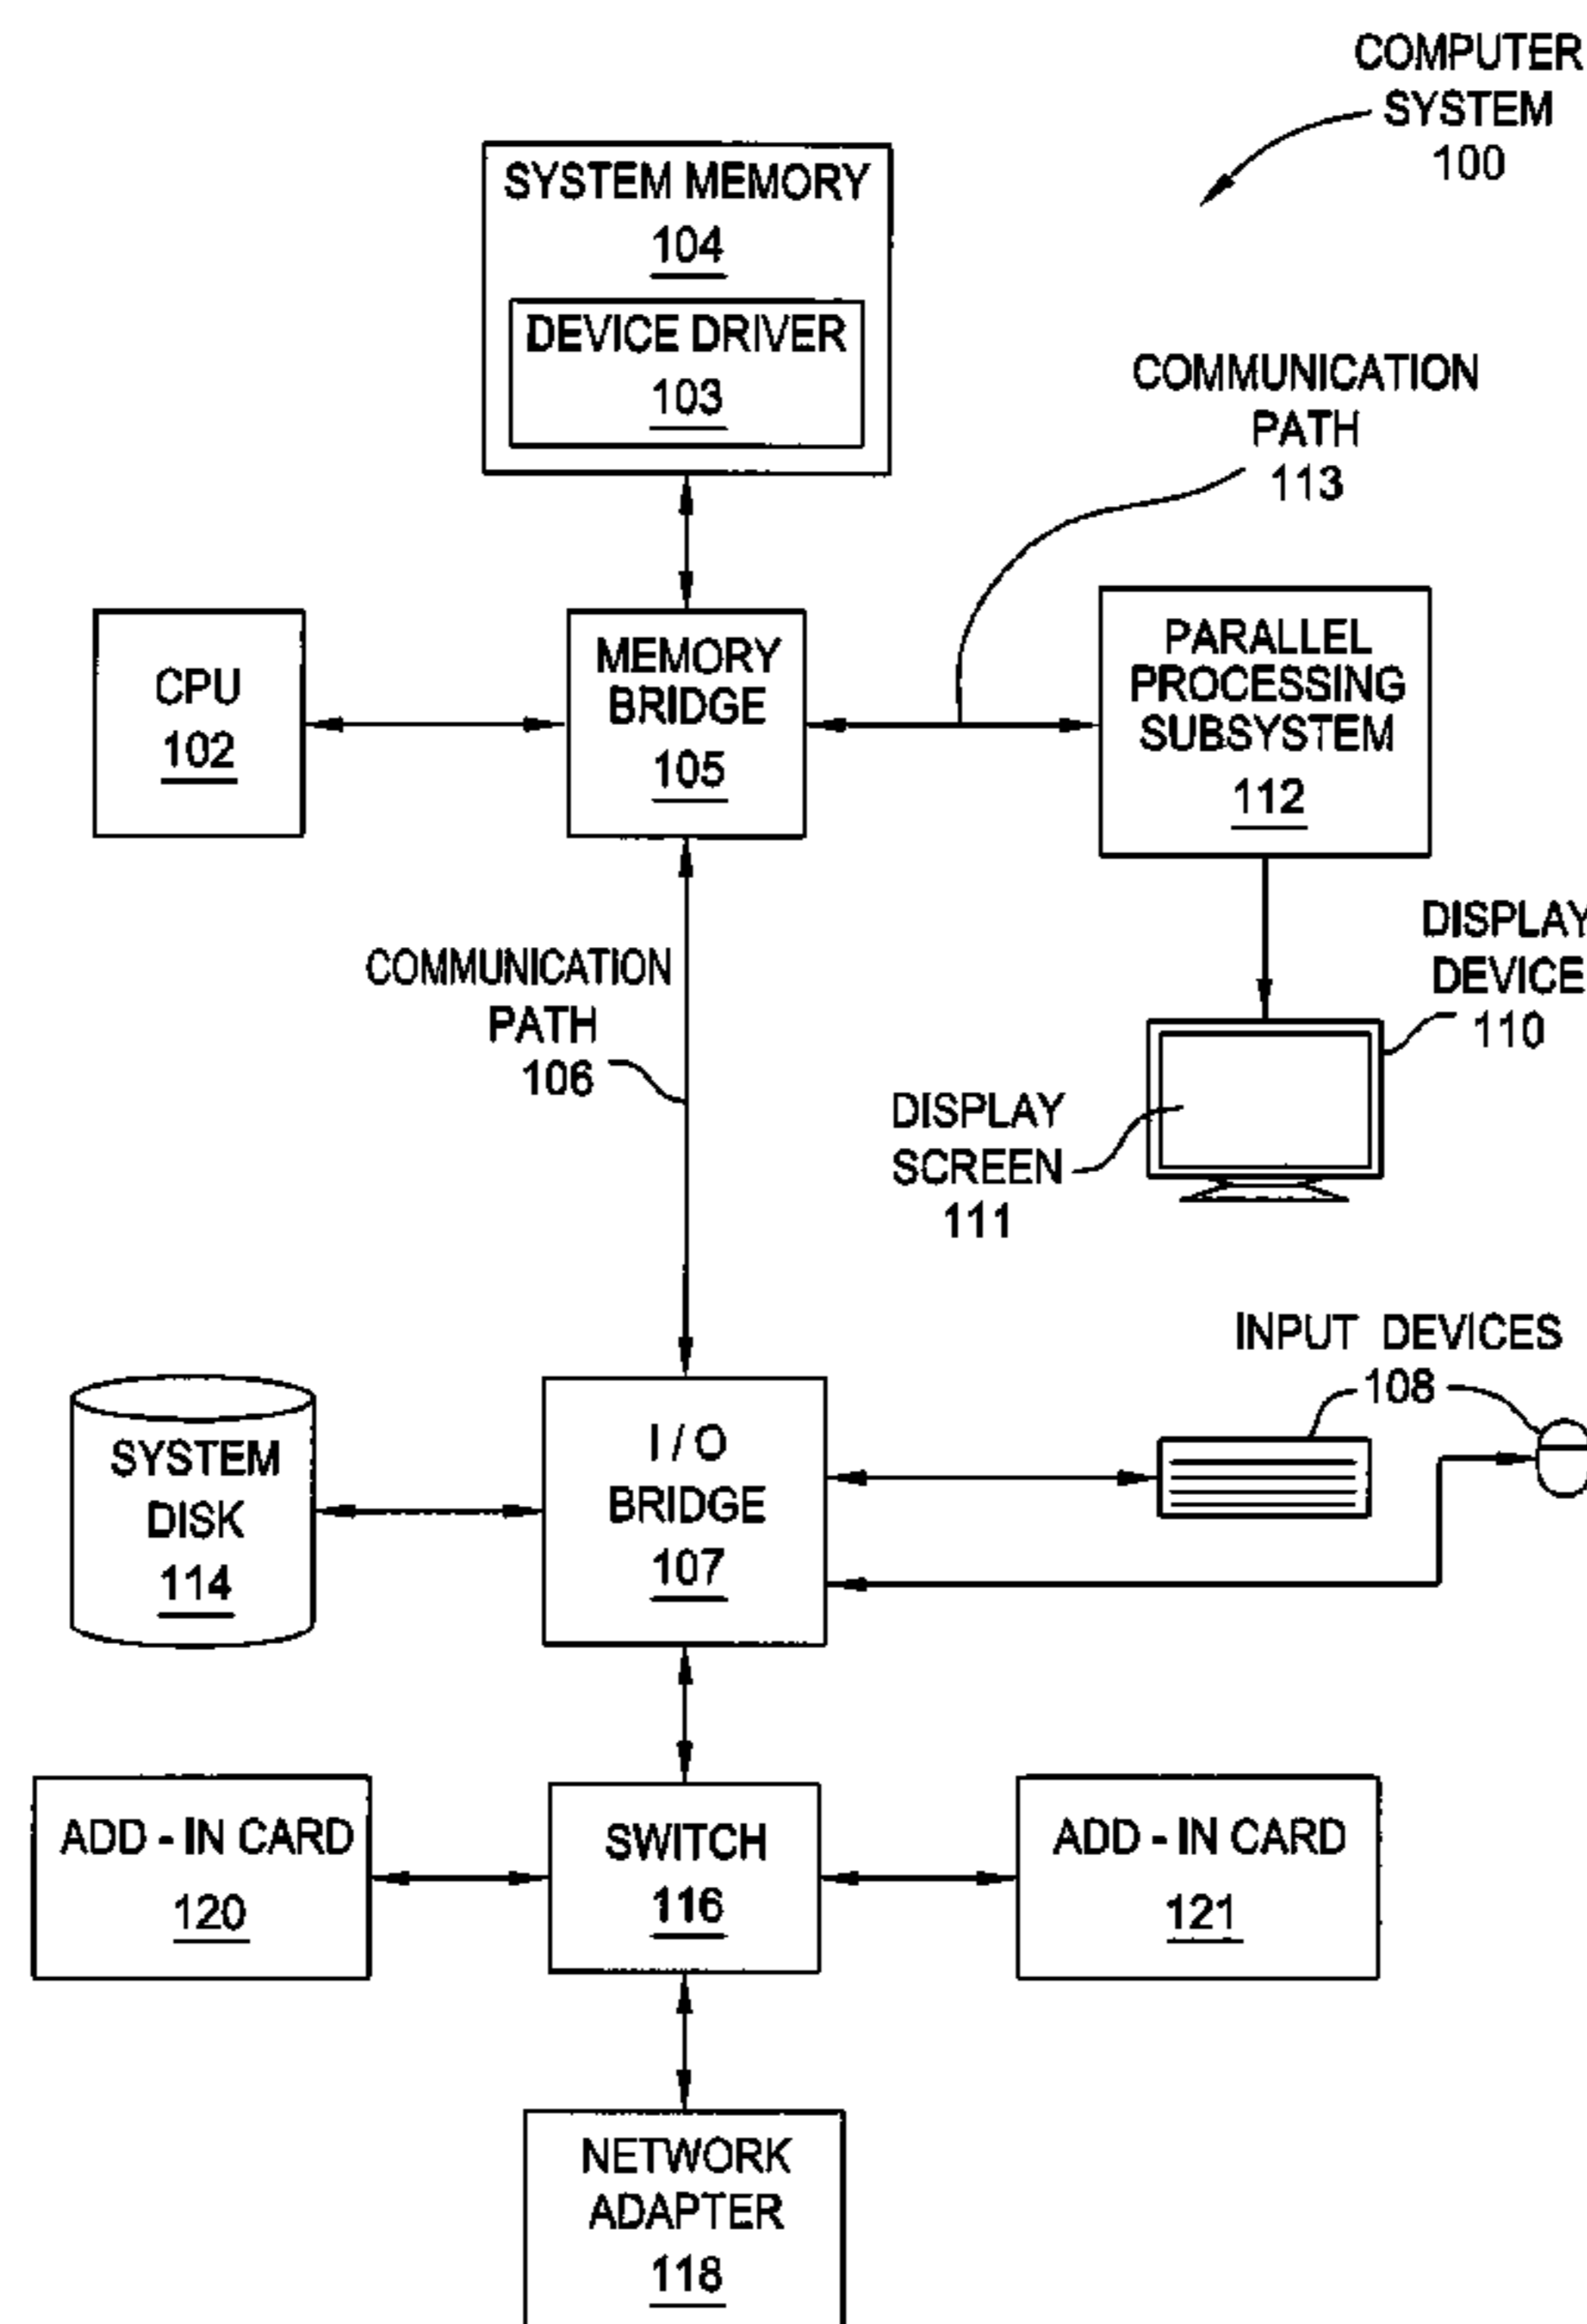 COMPUTER
SYSTEM
100
SYSTEM MEMORY
104
DEVICE DRIVER
103
COMMUNICATION
PATH
113
CPU
102
MEMORY
BRIDGE
105
PARALLEL
PROCESSING
SUBSYSTEM
112
COMMUNICATION
PATH
106
DISPLAY
DEVICE
110
DISPLAY
SCREEN
111
INPUT DEVICES
108
SYSTEM
DISK
114
I / O
BRIDGE
107
ADD - IN CARD
120
SWITCH
116
ADD - IN CARD
121
NETWORK
ADAPTER
118